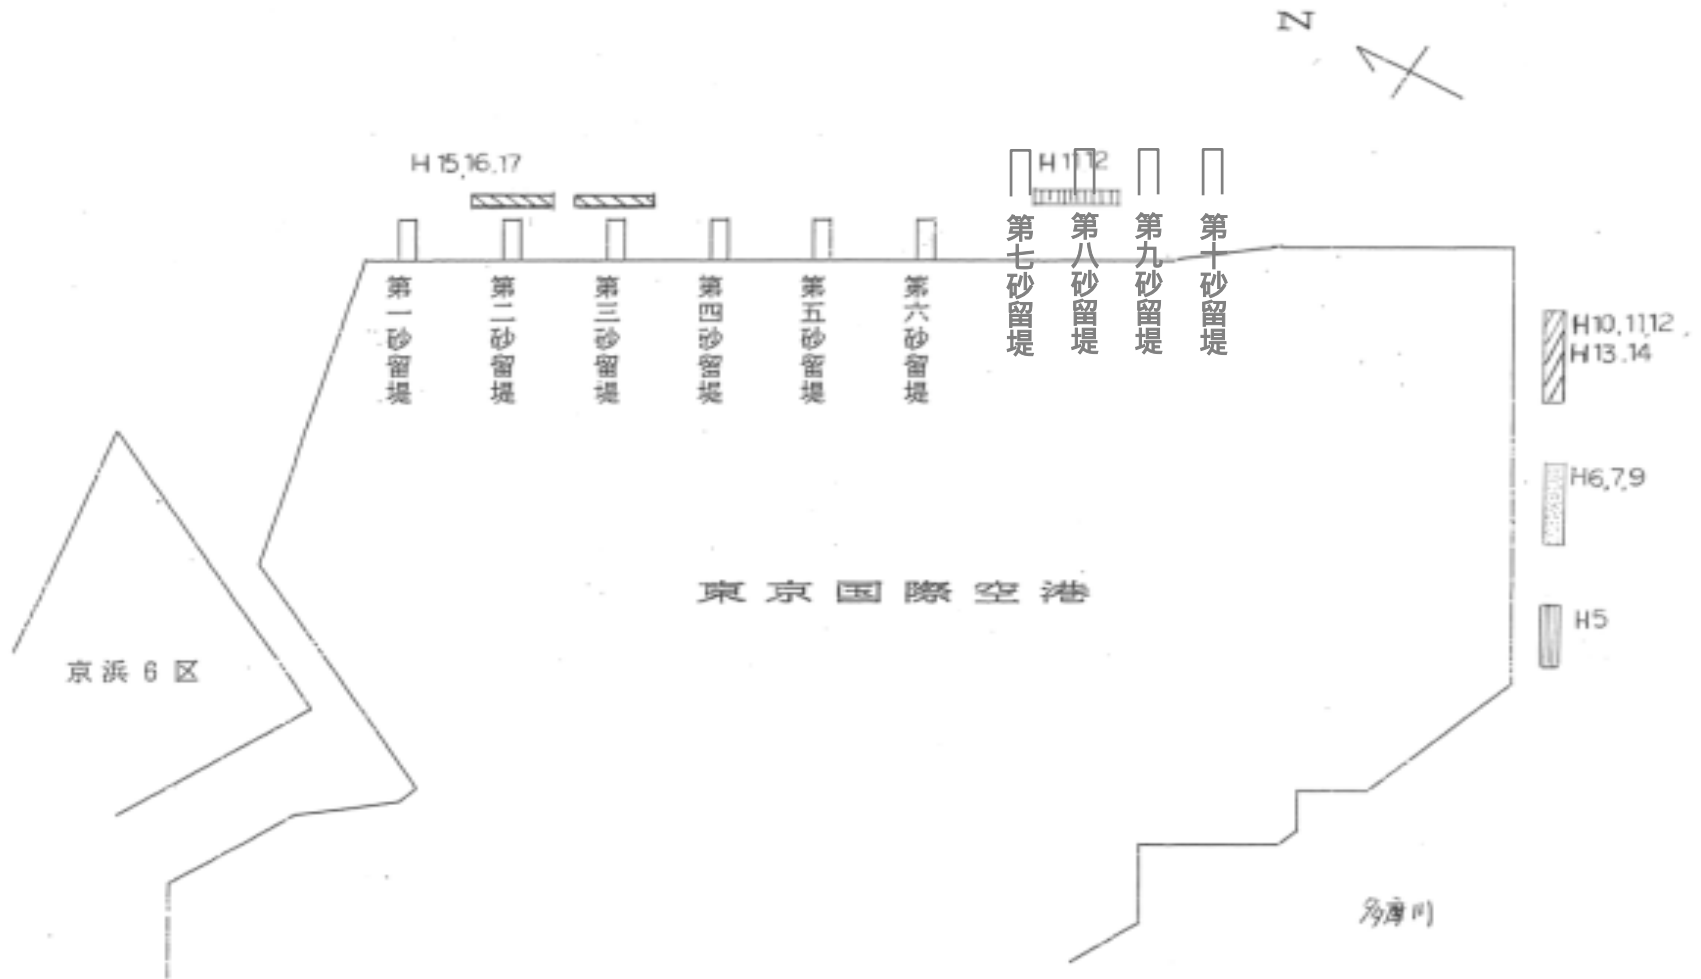 N
H15,16.17
H1112
第一砂留堤
第二砂留堤
第三砂留堤
第四砂留堤
第五砂留堤
第六砂留堤
第七砂留堤
第八砂留堤
第九砂留堤
第十砂留堤
H10,11,12,
H13.14
H6,7,9
H5
東京国際空港
京浜6区
多摩川